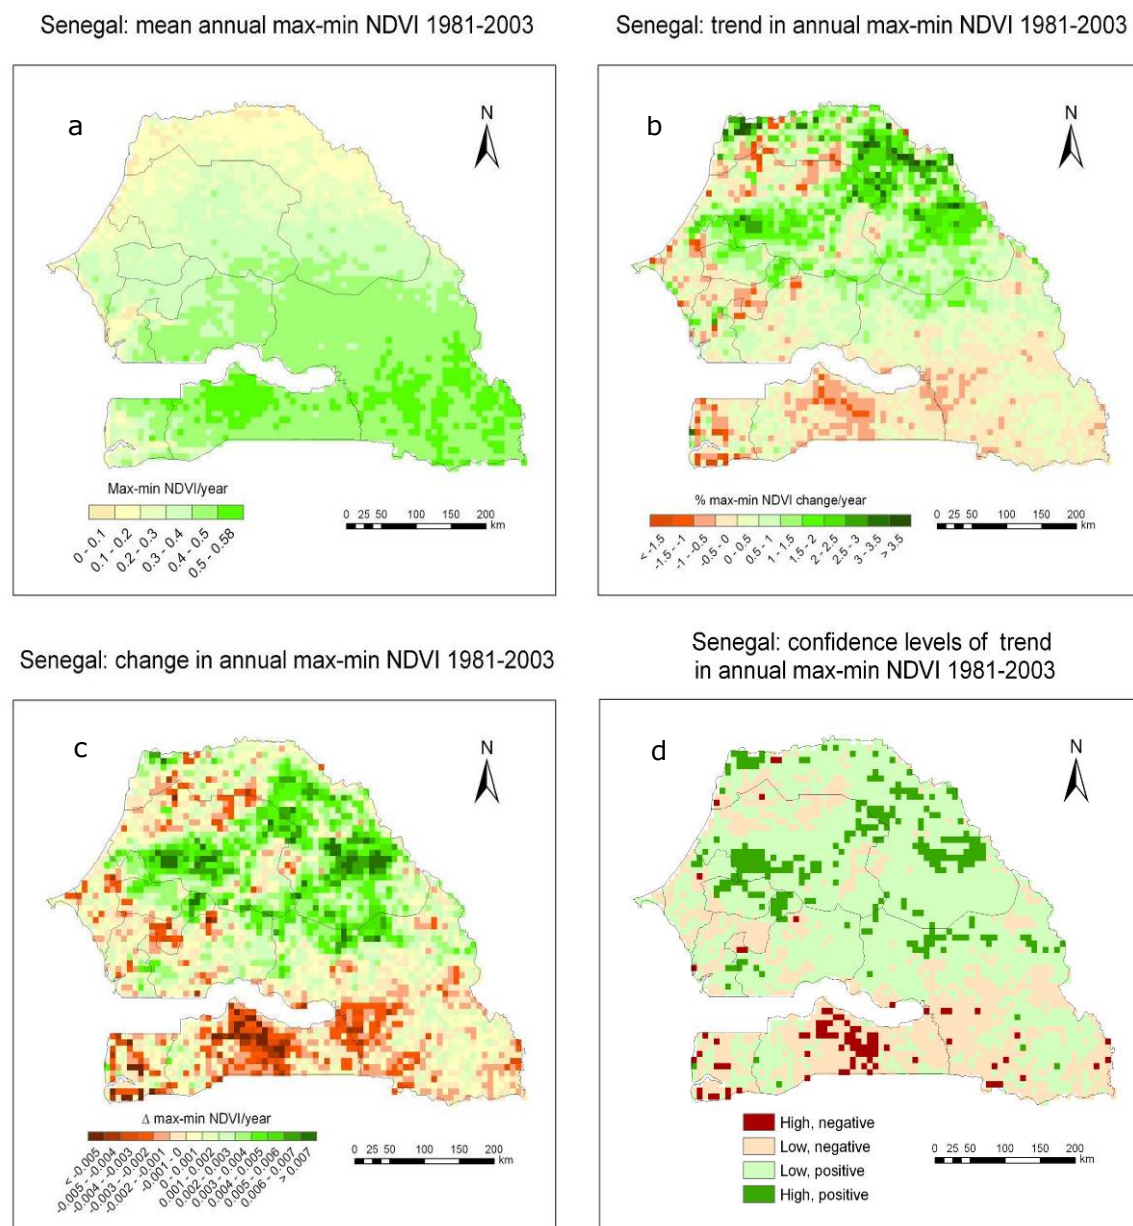 Senegal: mean annual max-min NDVI 1981-2003
a
N
Max-min NDVI/year
0 - 0.1
0.1 - 0.2
0.2 - 0.3
0.3 - 0.4
0.4 - 0.5
0.5 - 0.58
0 25 50 100 150 200
km
Senegal: trend in annual max-min NDVI 1981-2003
b
N
% max-min NDVI change/year
< -1.5
-1.5 - -1
-1 - -0.5
-0.5 - 0
0 - 0.5
0.5 - 1
1 - 1.5
1.5 - 2
2 - 2.5
2.5 - 3
3 - 3.5
> 3.5
0 25 50 100 150 200
km
Senegal: change in annual max-min NDVI 1981-2003
c
N
Δ max-min NDVI/year
< -0.005
-0.005 - -0.004
-0.004 - -0.003
-0.003 - -0.002
-0.002 - -0.001
-0.001 - 0
0 - 0.001
0.001 - 0.002
0.002 - 0.003
0.003 - 0.004
0.004 - 0.005
0.005 - 0.006
0.006 - 0.007
> 0.007
0 25 50 100 150 200
km
Senegal: confidence levels of trend
in annual max-min NDVI 1981-2003
d
N
High, negative
Low, negative
Low, positive
High, positive
0 25 50 100 150 200
km